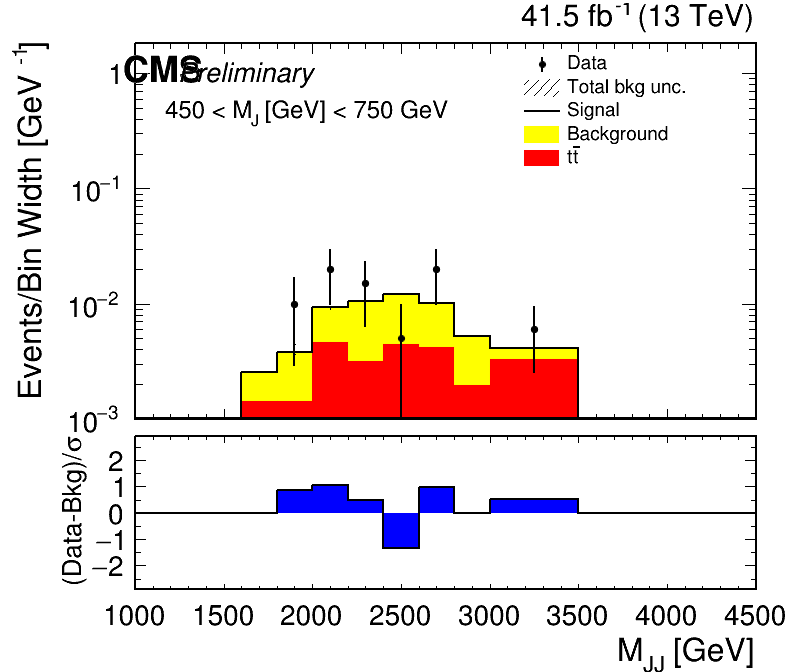 41.5 fb⁻¹ (13 TeV)
CMS Preliminary
450 < M_J [GeV] < 750 GeV
Data
Total bkg unc.
Signal
Background
tt̄
Events/Bin Width [GeV⁻¹]
1
10⁻¹
10⁻²
10⁻³
(Data-Bkg)/σ
2
1
0
−1
−2
1000 1500 2000 2500 3000 3500 4000 4500
M_JJ [GeV]